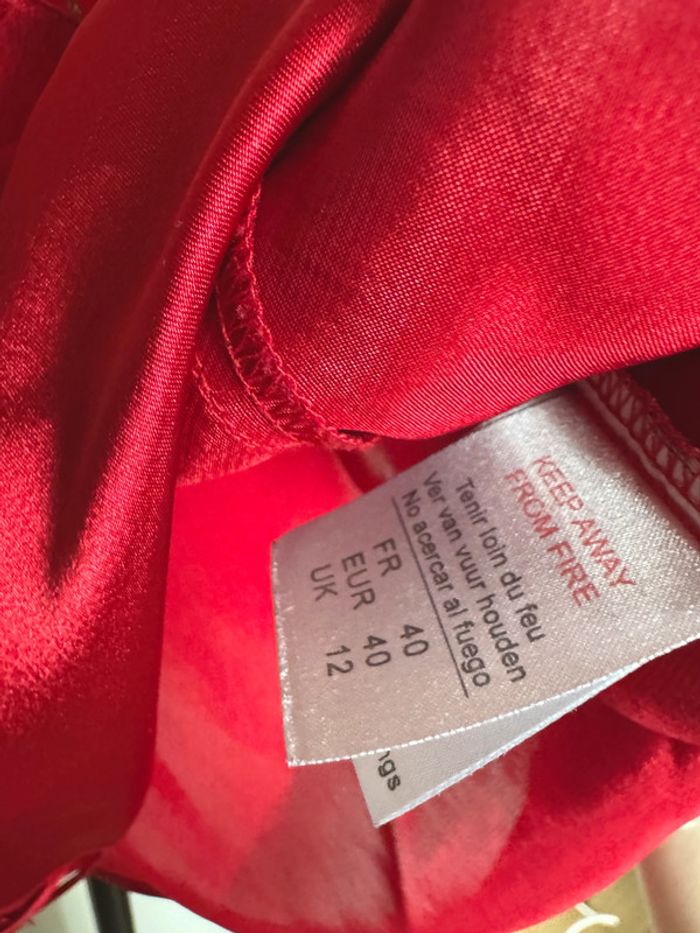 KEEP AWAY
FROM FIRE
Tenir loin du feu
Ver van vuur houden
No acercar al fuego
FR 40
EUR 40
UK 12